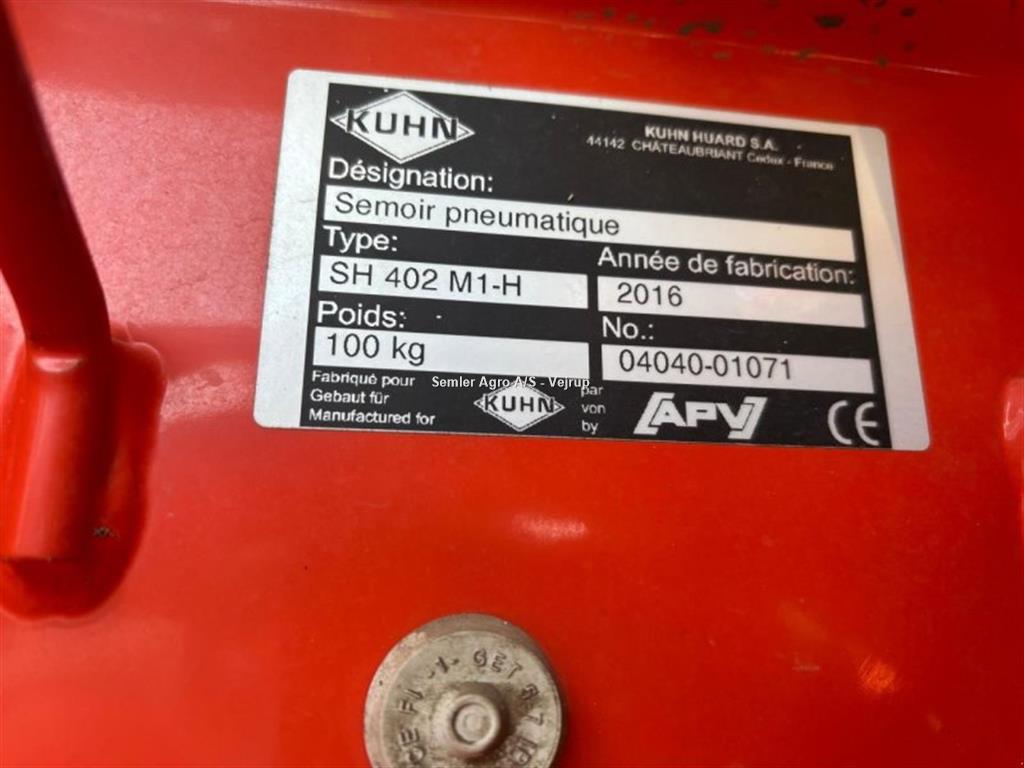 KUHN
KUHN HUARD S.A.
44142 CHÂTEAUBRIANT Cedex - France
Désignation:
Semoir pneumatique
Type:
SH 402 M1-H
Année de fabrication:
2016
Poids:
100 kg
No.:
04040-01071
Fabriqué pour
Gebaut für
Manufactured for
KUHN
par
von
by
APV
CE
Semler Agro A/S - Vejrup